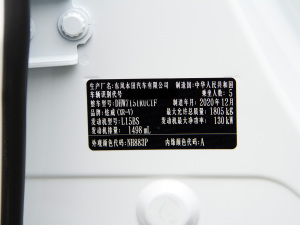 生产厂名: 东风本田汽车有限公司 制造国: 中华人民共和国
车辆识别代号 乘坐人数: 5
整车型号: 制造年月: 2020年12月
品牌: 思威(CR-V) 最大允许总质量: 1805 kg
发动机型号: L15BS 发动机最大净功率: 130 kW
发动机排量: 1498 mL
外观颜色代码: NH883P 内饰颜色代码: A